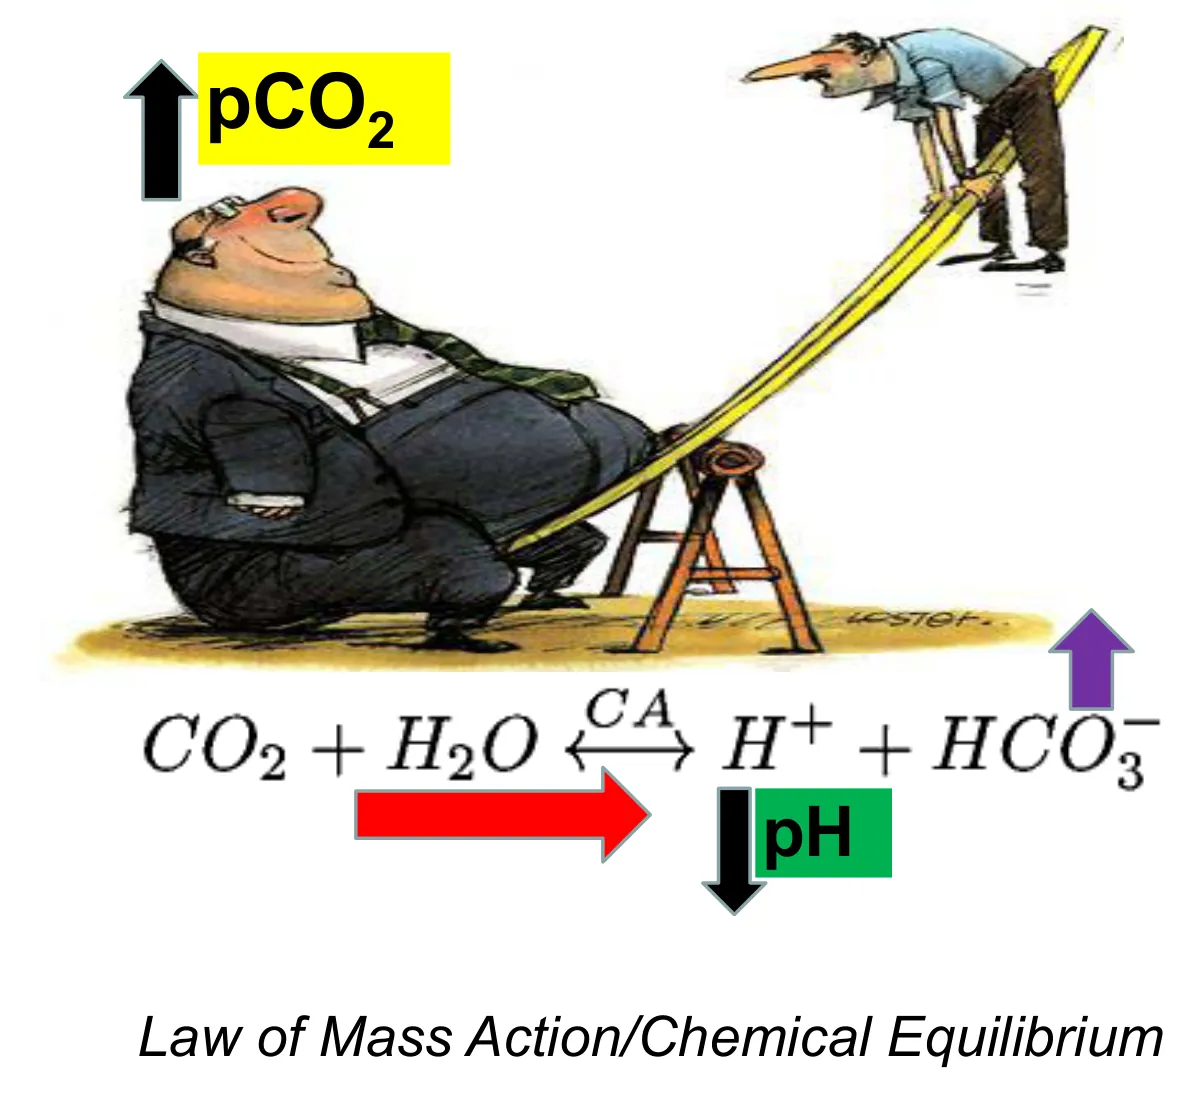 pCO₂
CO₂ + H₂O ⟷ H⁺ + HCO₃⁻
CA
pH
Law of Mass Action/Chemical Equilibrium